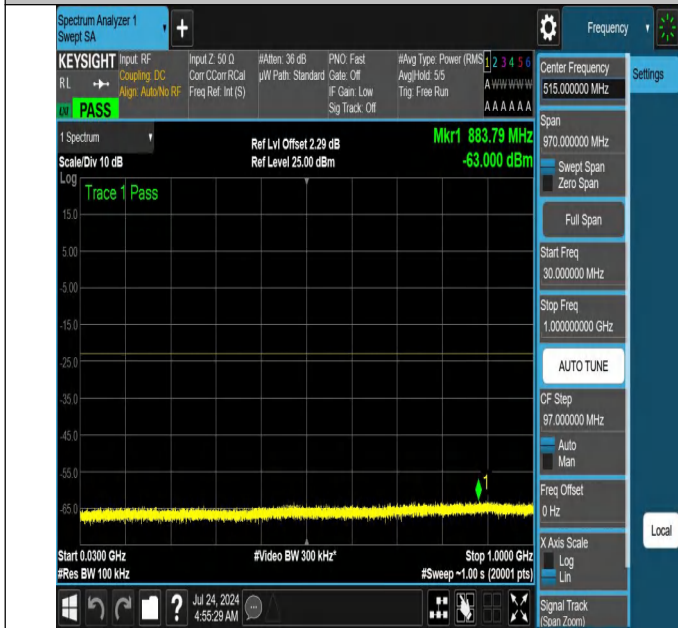 Spectrum Analyzer 1
Swept SA
+
Frequency
KEYSIGHT
RL
PASS
Input: RF
Coupling: DC
Align: Auto/No RF
Input Z: 50 Ω
Corr CCorr RCal
Freq Ref: Int (S)
#Atten: 36 dB
µW Path: Standard
PNO: Fast
Gate: Off
IF Gain: Low
Sig Track: Off
#Avg Type: Power (RMS
Avg|Hold: 5/5
Trig: Free Run
1 2 3 4 5 6
A W W W W W
A A A A A A
1 Spectrum
Scale/Div 10 dB
Log
Ref Lvl Offset 2.29 dB
Ref Level 25.00 dBm
Mkr1 883.79 MHz
-63.000 dBm
Trace 1 Pass
15.0
5.00
-5.00
-15.0
-25.0
-35.0
-45.0
-55.0
-65.0
1
Start 0.0300 GHz
#Res BW 100 kHz
#Video BW 300 kHz*
Stop 1.0000 GHz
#Sweep ~1.00 s (20001 pts)
Jul 24, 2024
4:55:29 AM
?
Center Frequency
515.000000 MHz
Settings
Span
970.000000 MHz
Swept Span
Zero Span
Full Span
Start Freq
30.000000 MHz
Stop Freq
1.000000000 GHz
AUTO TUNE
CF Step
97.000000 MHz
Auto
Man
Freq Offset
0 Hz
Local
X Axis Scale
Log
Lin
Signal Track
(Span Zoom)